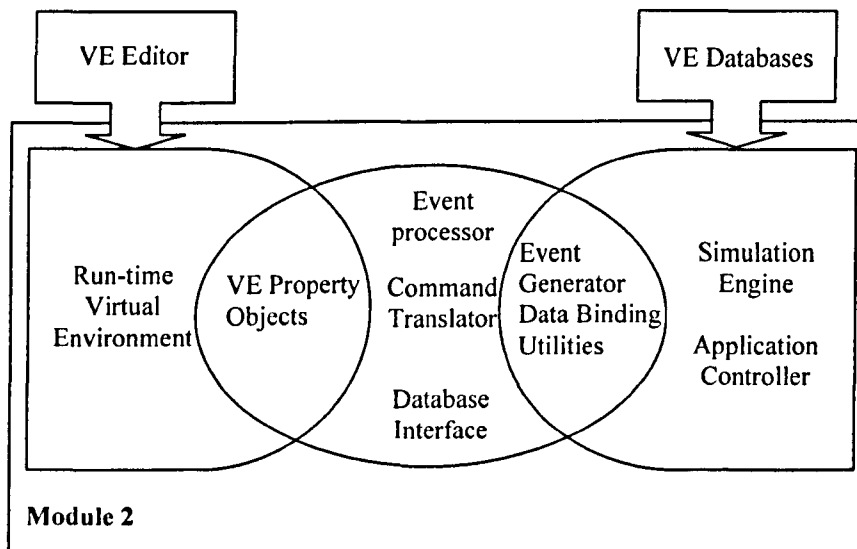 VE Editor
VE Databases
Run-time
Virtual
Environment
VE Property
Objects
Event
processor
Command
Translator
Database
Interface
Event
Generator
Data Binding
Utilities
Simulation
Engine
Application
Controller
Module 2